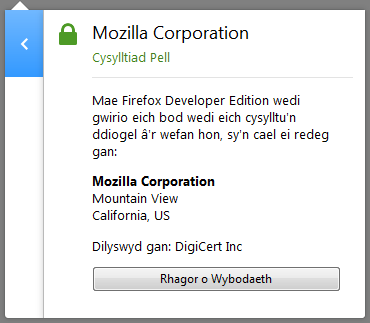 Mozilla Corporation
Cysylltiad Pell
Mae Firefox Developer Edition wedi
gwirio eich bod wedi eich cysylltu'n
ddiogel â'r wefan hon, sy'n cael ei redeg
gan:
Mozilla Corporation
Mountain View
California, US
Dilyswyd gan: DigiCert Inc
Rhagor o Wybodaeth